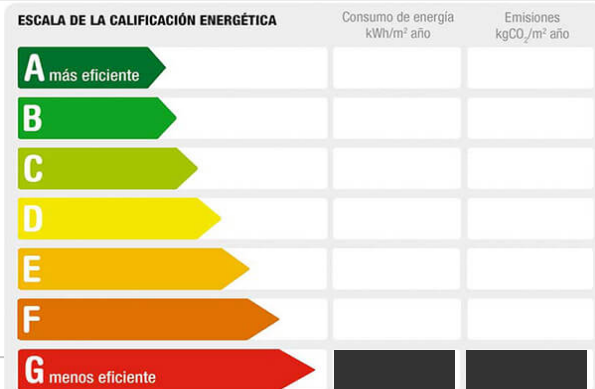 ESCALA DE LA CALIFICACIÓN ENERGÉTICA
Consumo de energía
kWh/m² año
Emisiones
kgCO₂/m² año
A más eficiente
B
C
D
E
F
G menos eficiente